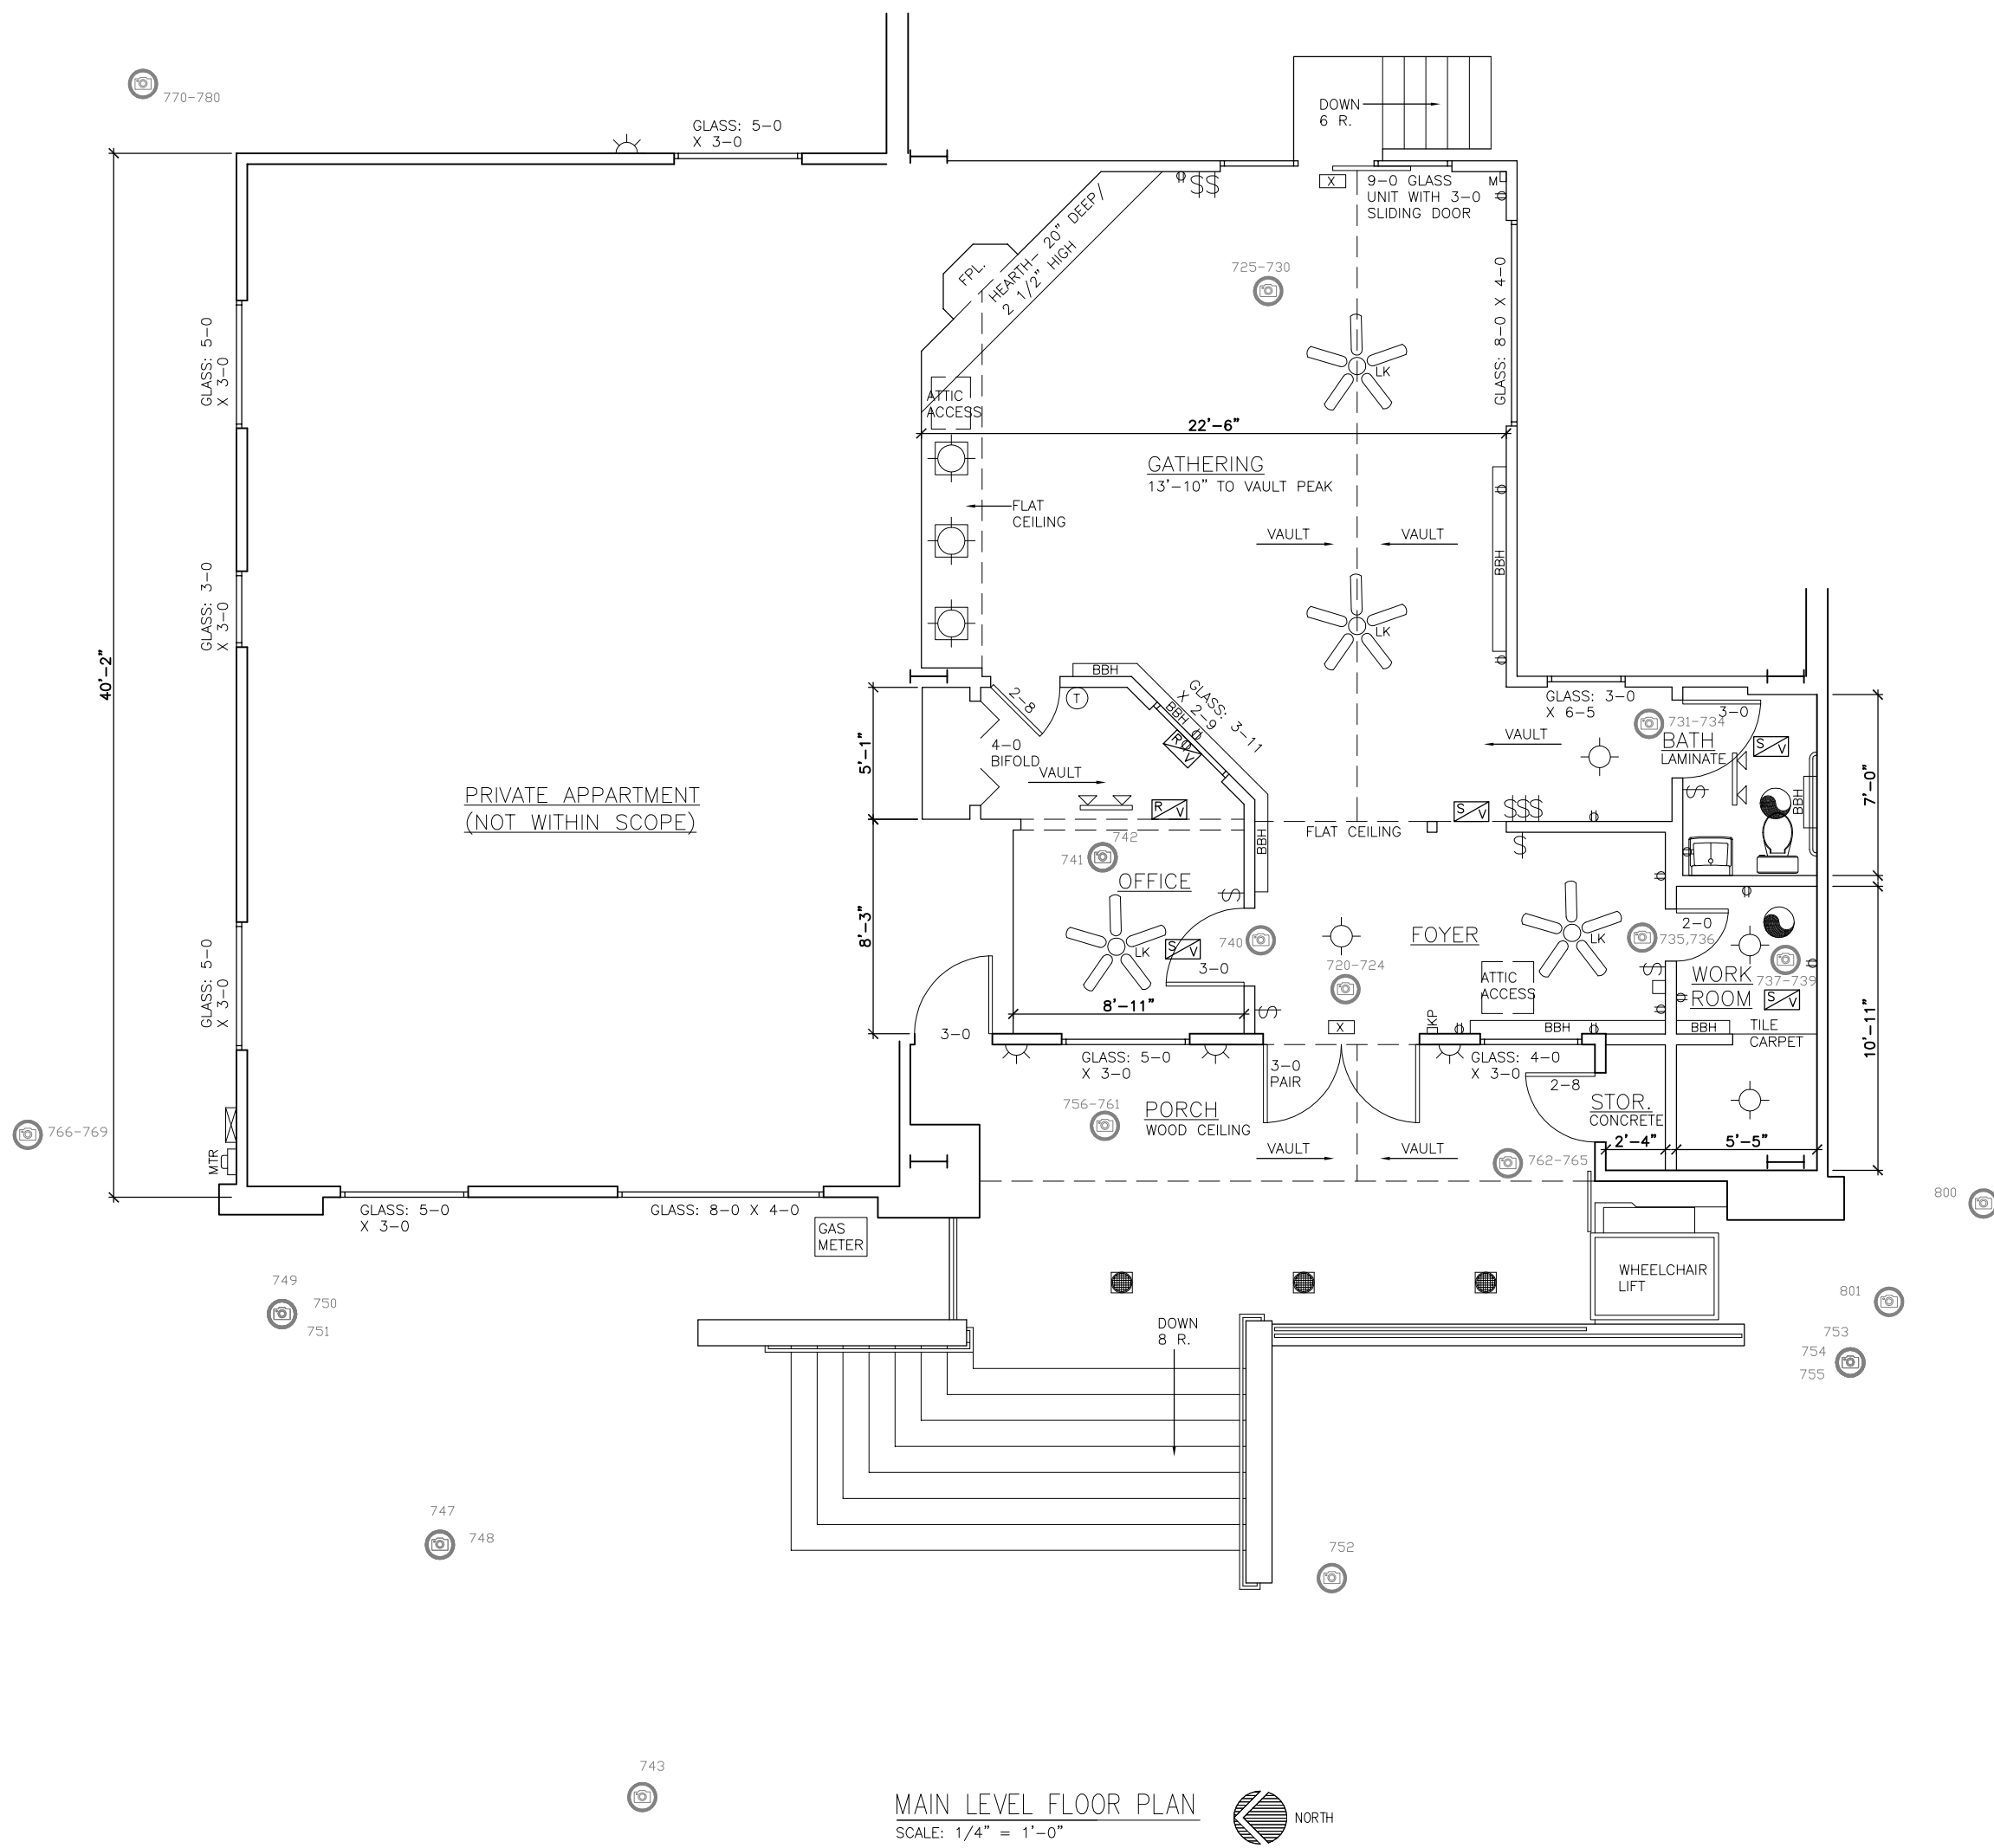 770-780
GLASS: 5-0
X 3-0
DOWN
6 R.
X
9-0 GLASS
UNIT WITH 3-0
SLIDING DOOR
M
$$
HEARTH- 20" DEEP/
2 1/2" HIGH
FPL.
725-730
GLASS: 8-0 X 4-0
GLASS: 5-0
X 3-0
LK
ATTIC
ACCESS
22'-6"
GATHERING
13'-10" TO VAULT PEAK
FLAT
CEILING
VAULT
VAULT
BBH
GLASS: 3-0
X 3-0
LK
40'-2"
BBH
2-8
T
GLASS: 3-11
X 2-9
BBH
R
V
GLASS: 3-0
X 6-5
731-734
3-0
BATH
LAMINATE
S
V
VAULT
5'-1"
4-0
BIFOLD
VAULT
7'-0"
BBH
$
PRIVATE APPARTMENT
(NOT WITHIN SCOPE)
R
V
742
741
S
V
$$$
$
FLAT CEILING
BBH
OFFICE
$
8'-3"
LK
S
V
3-0
740
FOYER
LK
735,736
2-0
720-724
ATTIC
ACCESS
$
WORK
ROOM
737-739
S
V
GLASS: 5-0
X 3-0
8'-11"
$
X
KP
BBH
BBH
TILE
CARPET
10'-11"
3-0
GLASS: 5-0
X 3-0
3-0
PAIR
GLASS: 4-0
X 3-0
2-8
756-761
PORCH
WOOD CEILING
STOR.
CONCRETE
2'-4"
5'-5"
VAULT
VAULT
762-765
766-769
MTR
800
GLASS: 5-0
X 3-0
GLASS: 8-0 X 4-0
GAS
METER
WHEELCHAIR
LIFT
749
750
751
801
753
754
755
DOWN
8 R.
747
748
752
743
MAIN LEVEL FLOOR PLAN
SCALE: 1/4" = 1'-0"
NORTH